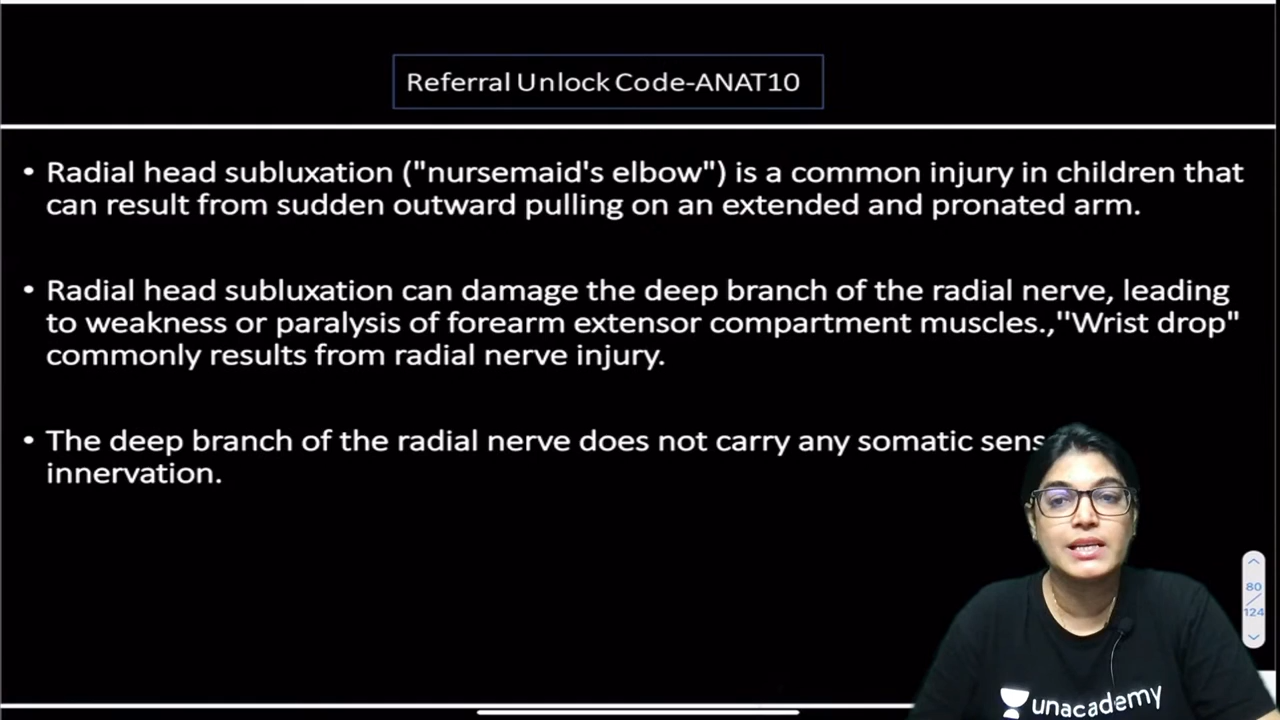 Referral Unlock Code-ANAT10
• Radial head subluxation ("nursemaid's elbow") is a common injury in children that
can result from sudden outward pulling on an extended and pronated arm.
• Radial head subluxation can damage the deep branch of the radial nerve, leading
to weakness or paralysis of forearm extensor compartment muscles.,''Wrist drop"
commonly results from radial nerve injury.
• The deep branch of the radial nerve does not carry any somatic
innervation.
80
124
unacademy